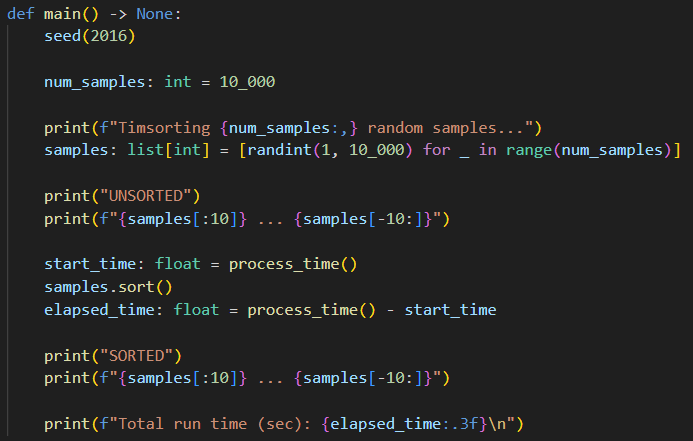 def main() -> None:
    seed(2016)

    num_samples: int = 10_000

    print(f"Timsorting {num_samples:,} random samples...")
    samples: list[int] = [randint(1, 10_000) for _ in range(num_samples)]

    print("UNSORTED")
    print(f"{samples[:10]} ... {samples[-10:]}")

    start_time: float = process_time()
    samples.sort()
    elapsed_time: float = process_time() - start_time

    print("SORTED")
    print(f"{samples[:10]} ... {samples[-10:]}")

    print(f"Total run time (sec): {elapsed_time:.3f}\n")